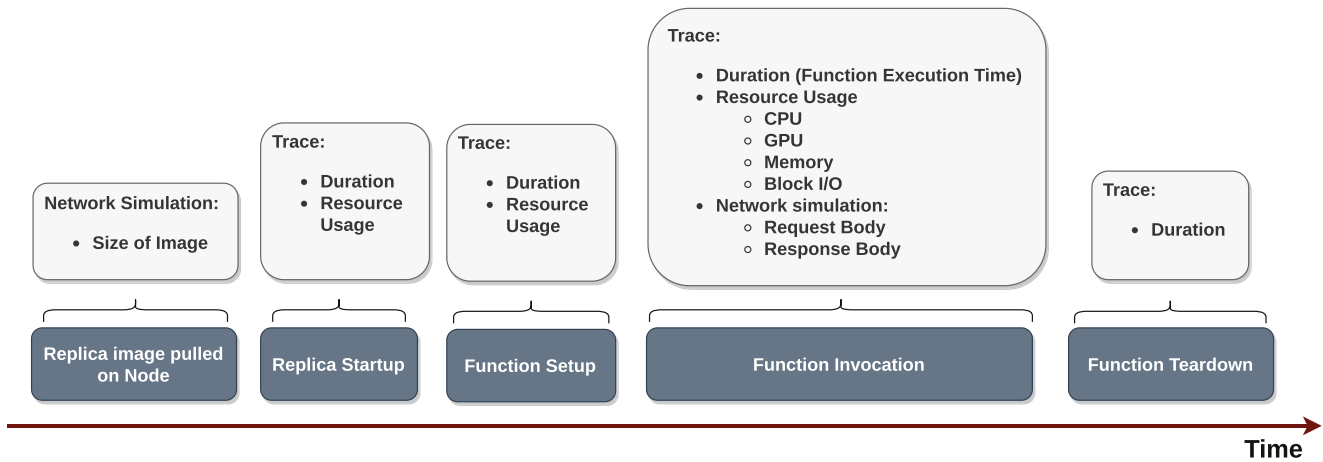 Network Simulation:
• Size of Image
Replica image pulled
on Node
Trace:
• Duration
• Resource
Usage
Replica Startup
Trace:
• Duration
• Resource
Usage
Function Setup
Trace:
• Duration (Function Execution Time)
• Resource Usage
◦ CPU
◦ GPU
◦ Memory
◦ Block I/O
• Network simulation:
◦ Request Body
◦ Response Body
Function Invocation
Trace:
• Duration
Function Teardown
Time